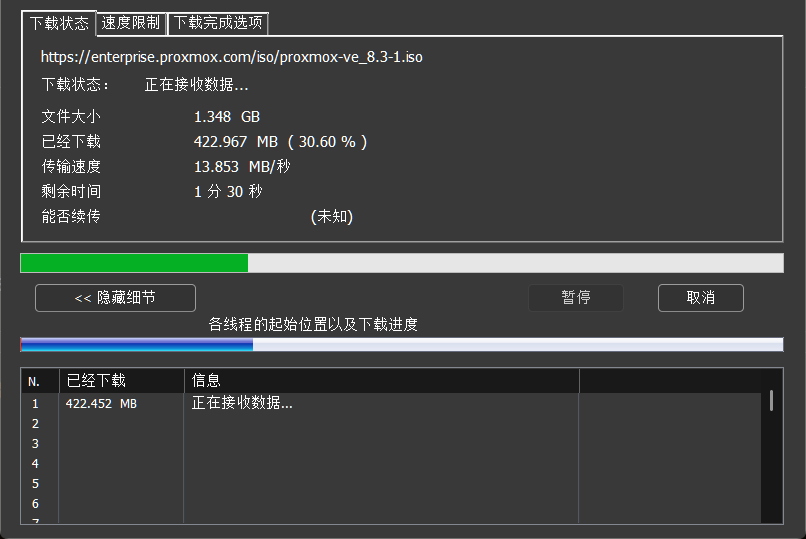 下载状态 速度限制 下载完成选项
https://enterprise.proxmox.com/iso/proxmox-ve_8.3-1.iso
下载状态： 正在接收数据...
文件大小 1.348 GB
已经下载 422.967 MB ( 30.60 % )
传输速度 13.853 MB/秒
剩余时间 1 分 30 秒
能否续传 (未知)
<< 隐藏细节 暂停 取消
各线程的起始位置以及下载进度
N. 已经下载 信息
1 422.452 MB 正在接收数据...
2
3
4
5
6
7